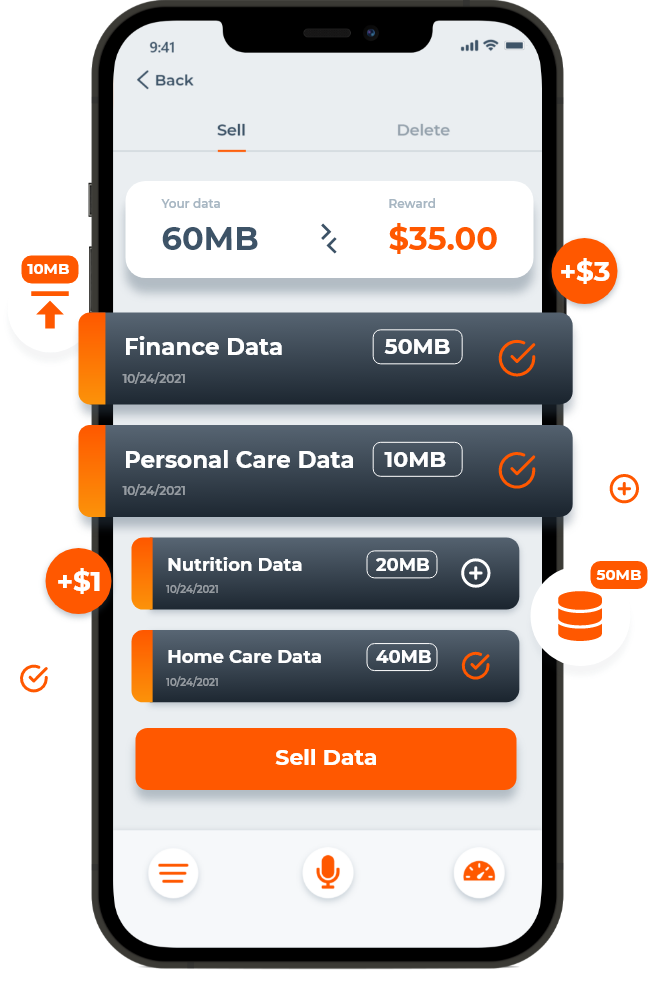 9:41
Back
Sell
Delete
Your data
Reward
60MB
$35.00
10MB
+$3
Finance Data
50MB
10/24/2021
Personal Care Data
10MB
10/24/2021
Nutrition Data
20MB
10/24/2021
+$1
50MB
Home Care Data
40MB
10/24/2021
Sell Data